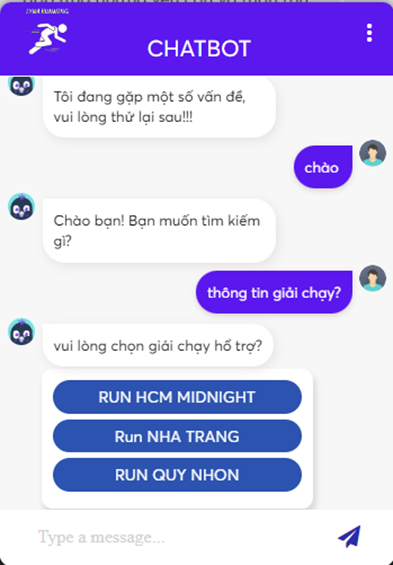 CHATBOT
Tôi đang gặp một số vấn đề,
vui lòng thử lại sau!!!
chào
Chào bạn! Bạn muốn tìm kiếm
gì?
thông tin giải chạy?
vui lòng chọn giải chạy hổ trợ?
RUN HCM MIDNIGHT
Run NHA TRANG
RUN QUY NHON
Type a message...